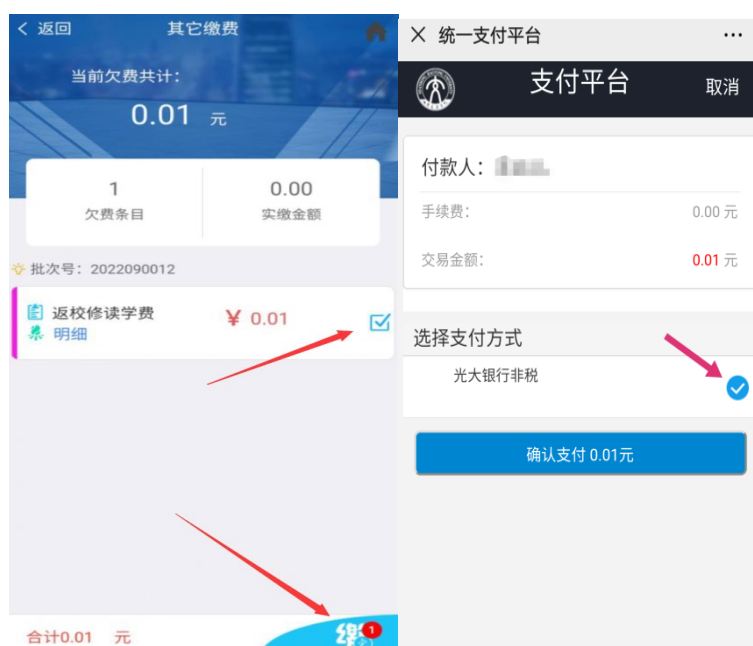 返回
其它缴费
当前欠费共计：
0.01 元
1
0.00
欠费条目
实缴金额
批次号：2022090012
返校修读学费
¥ 0.01
明细
合计0.01 元
1
统一支付平台
支付平台
取消
付款人：
手续费：
0.00 元
交易金额：
0.01 元
选择支付方式
光大银行非税
确认支付 0.01元